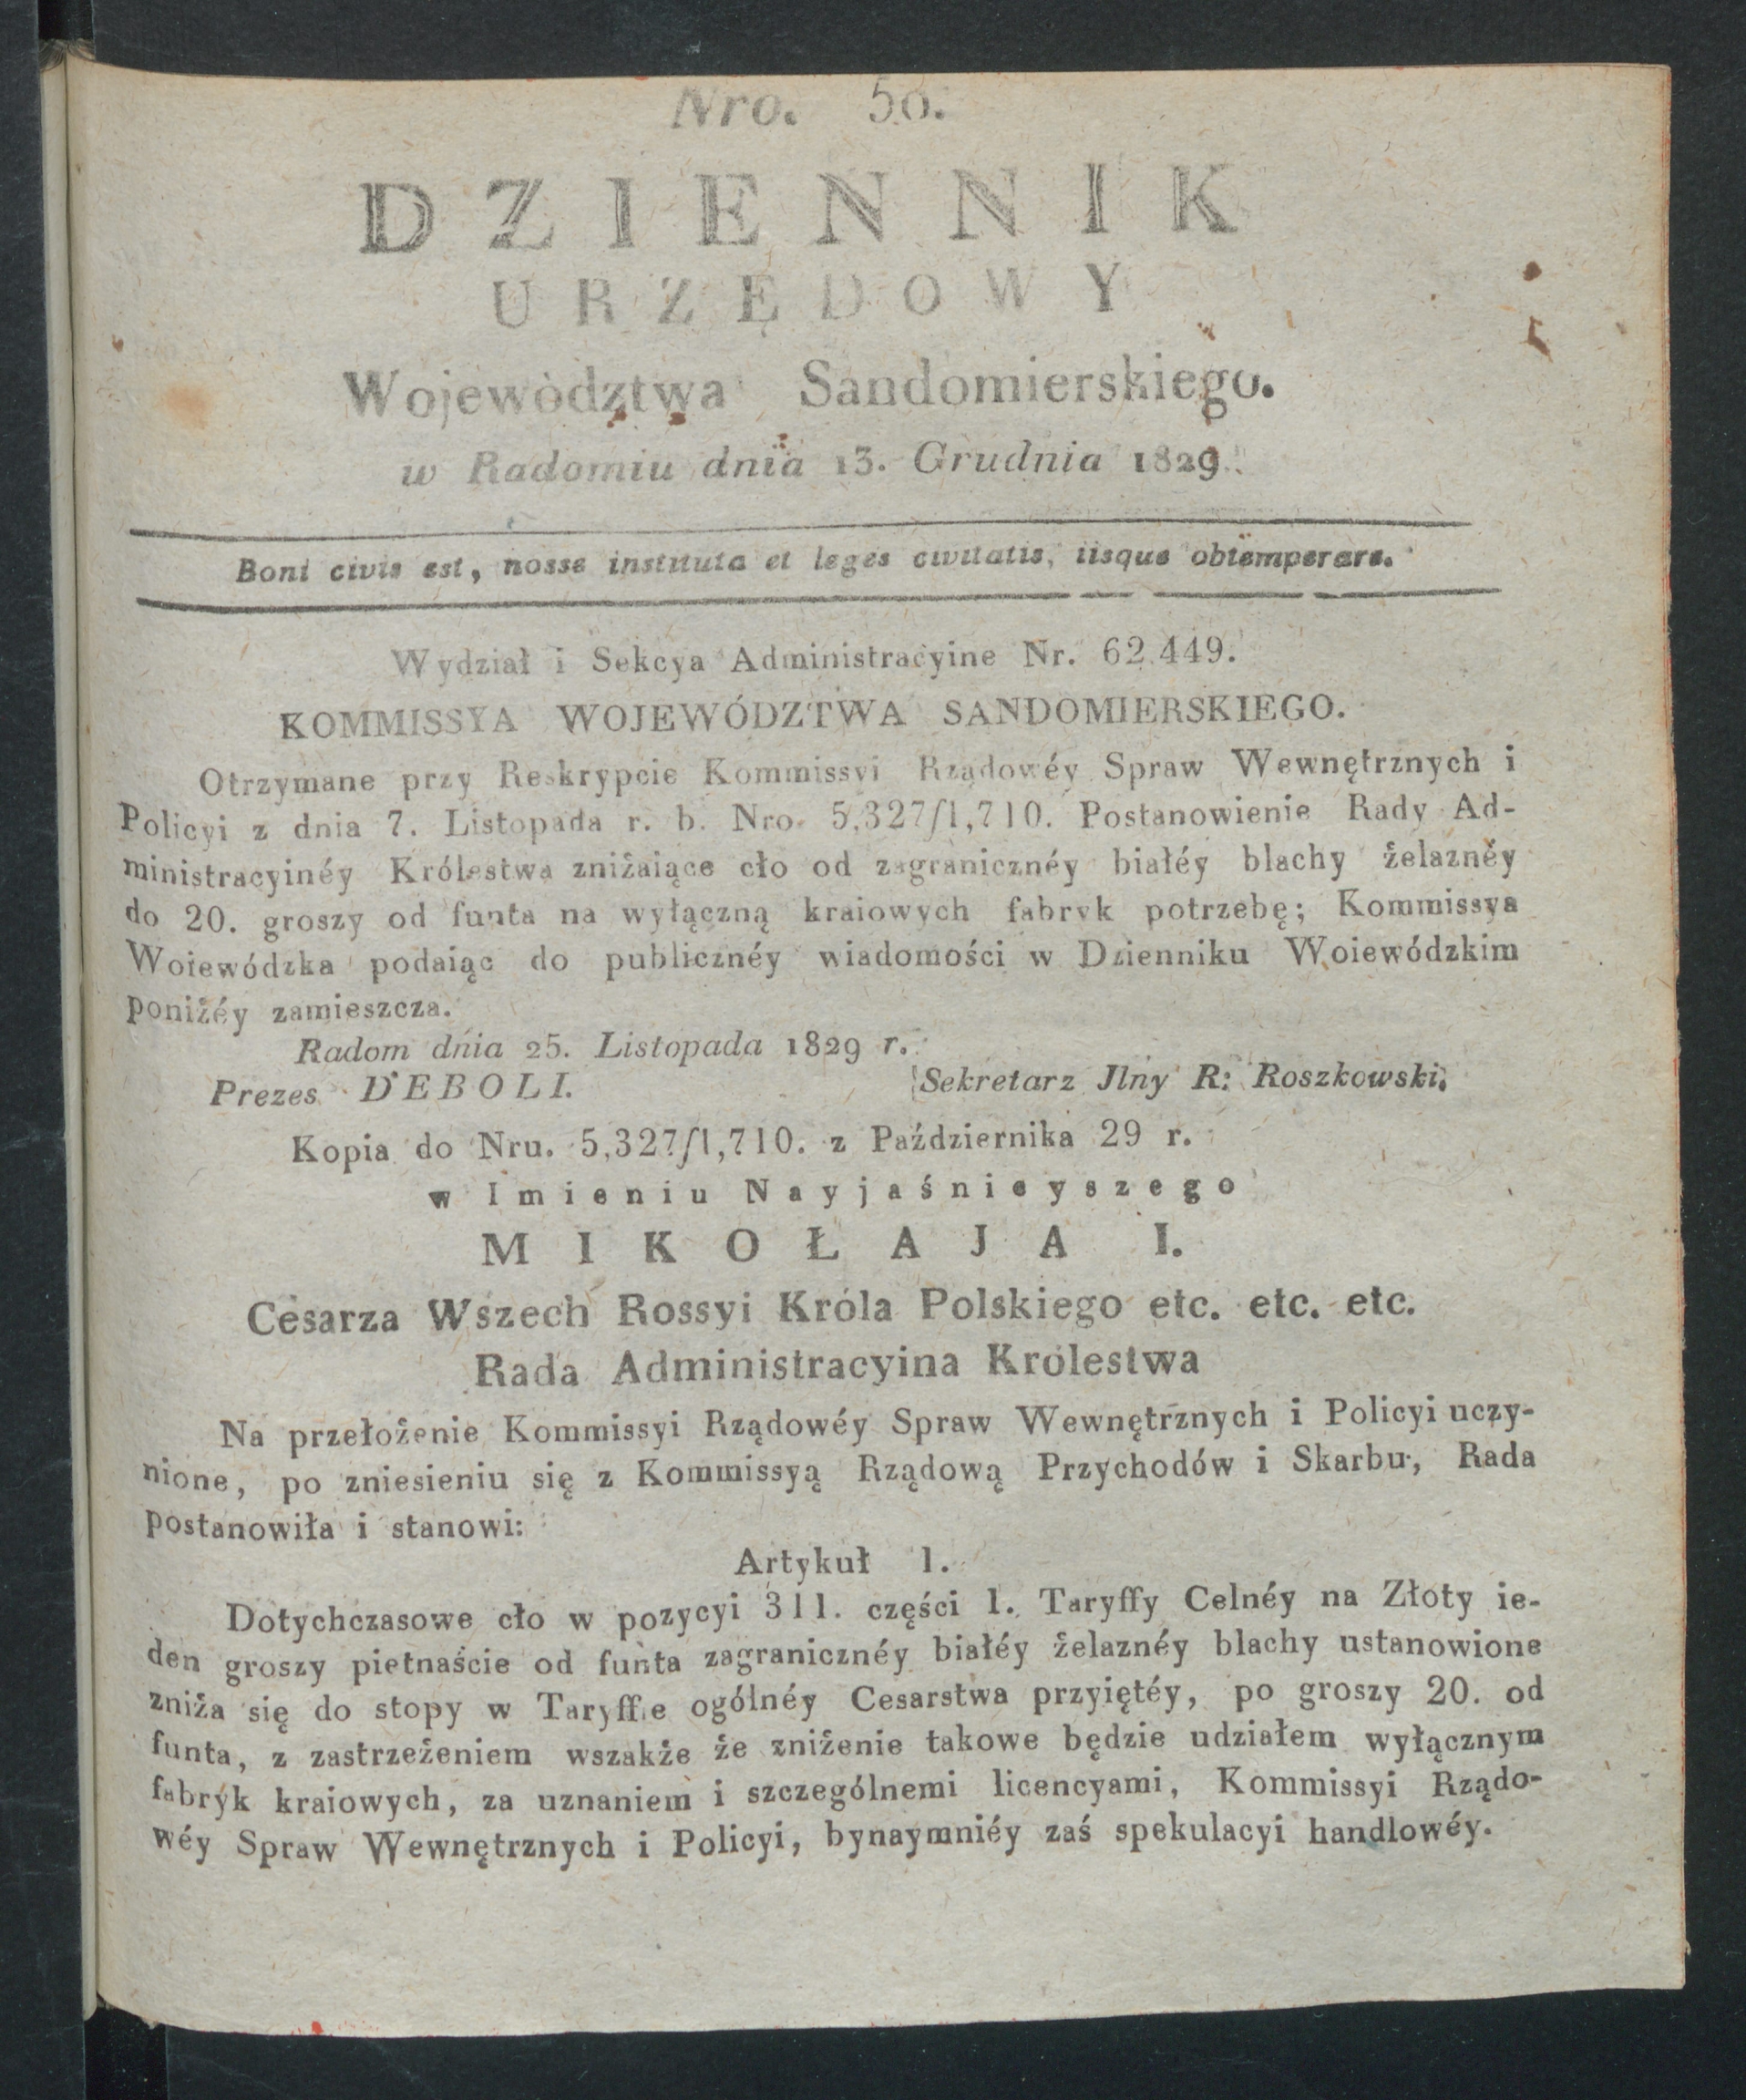 Nro. 50.
DZIENNIK
URZĘDOWY
Województwa Sandomierskiego.
w Radomiu dnia 13. Grudnia 1829.
Boni civis est, nosse instituta et leges civitatis, iisque obtemperare.
Wydział i Sekcya Administracyine Nr. 62.449.
KOMMISSYA WOJEWÓDZTWA SANDOMIERSKIEGO.
Otrzymane przy Reskrypcie Kommissyi Rządowéy Spraw Wewnętrznych i
Policyi z dnia 7. Listopada r. b. Nro. 5,327/1,710. Postanowienie Rady Ad-
ministracyinéy Królestwa zniżaiące cło od zagranicznéy białéy blachy żelaznéy
do 20. groszy od funta na wyłączną kraiowych fabryk potrzebę; Kommissya
Woiewódzka podaiąc do publicznéy wiadomości w Dzienniku Woiewódzkim
poniżéy zamieszcza.
Radom dnia 25. Listopada 1829 r.
Prezes DEBOLI. Sekretarz Jlny R: Roszkowski.
Kopia do Nru. 5,327/1,710. z Października 29 r.
w Imieniu Nayjaśnieyszego
MIKOŁAJA I.
Cesarza Wszech Rossyi Króla Polskiego etc. etc. etc.
Rada Administracyina Królestwa
Na przełożenie Kommissyi Rządowéy Spraw Wewnętrznych i Policyi uczy-
nione, po zniesieniu się z Kommissyą Rządową Przychodów i Skarbu, Rada
postanowiła i stanowi:
Artykuł 1.
Dotychczasowe cło w pozycyi 311. części 1. Taryffy Celnéy na Złoty ie-
den groszy pietnaście od funta zagranicznéy białéy żelaznéy blachy ustanowione
zniża się do stopy w Taryffie ogólnéy Cesarstwa przyiętéy, po groszy 20. od
funta, z zastrzeżeniem wszakże że zniżenie takowe będzie udziałem wyłącznym
fabryk kraiowych, za uznaniem i szczególnemi licencyami, Kommissyi Rządo-
wéy Spraw Wewnętrznych i Policyi, bynaymniéy zaś spekulacyi handlowéy.